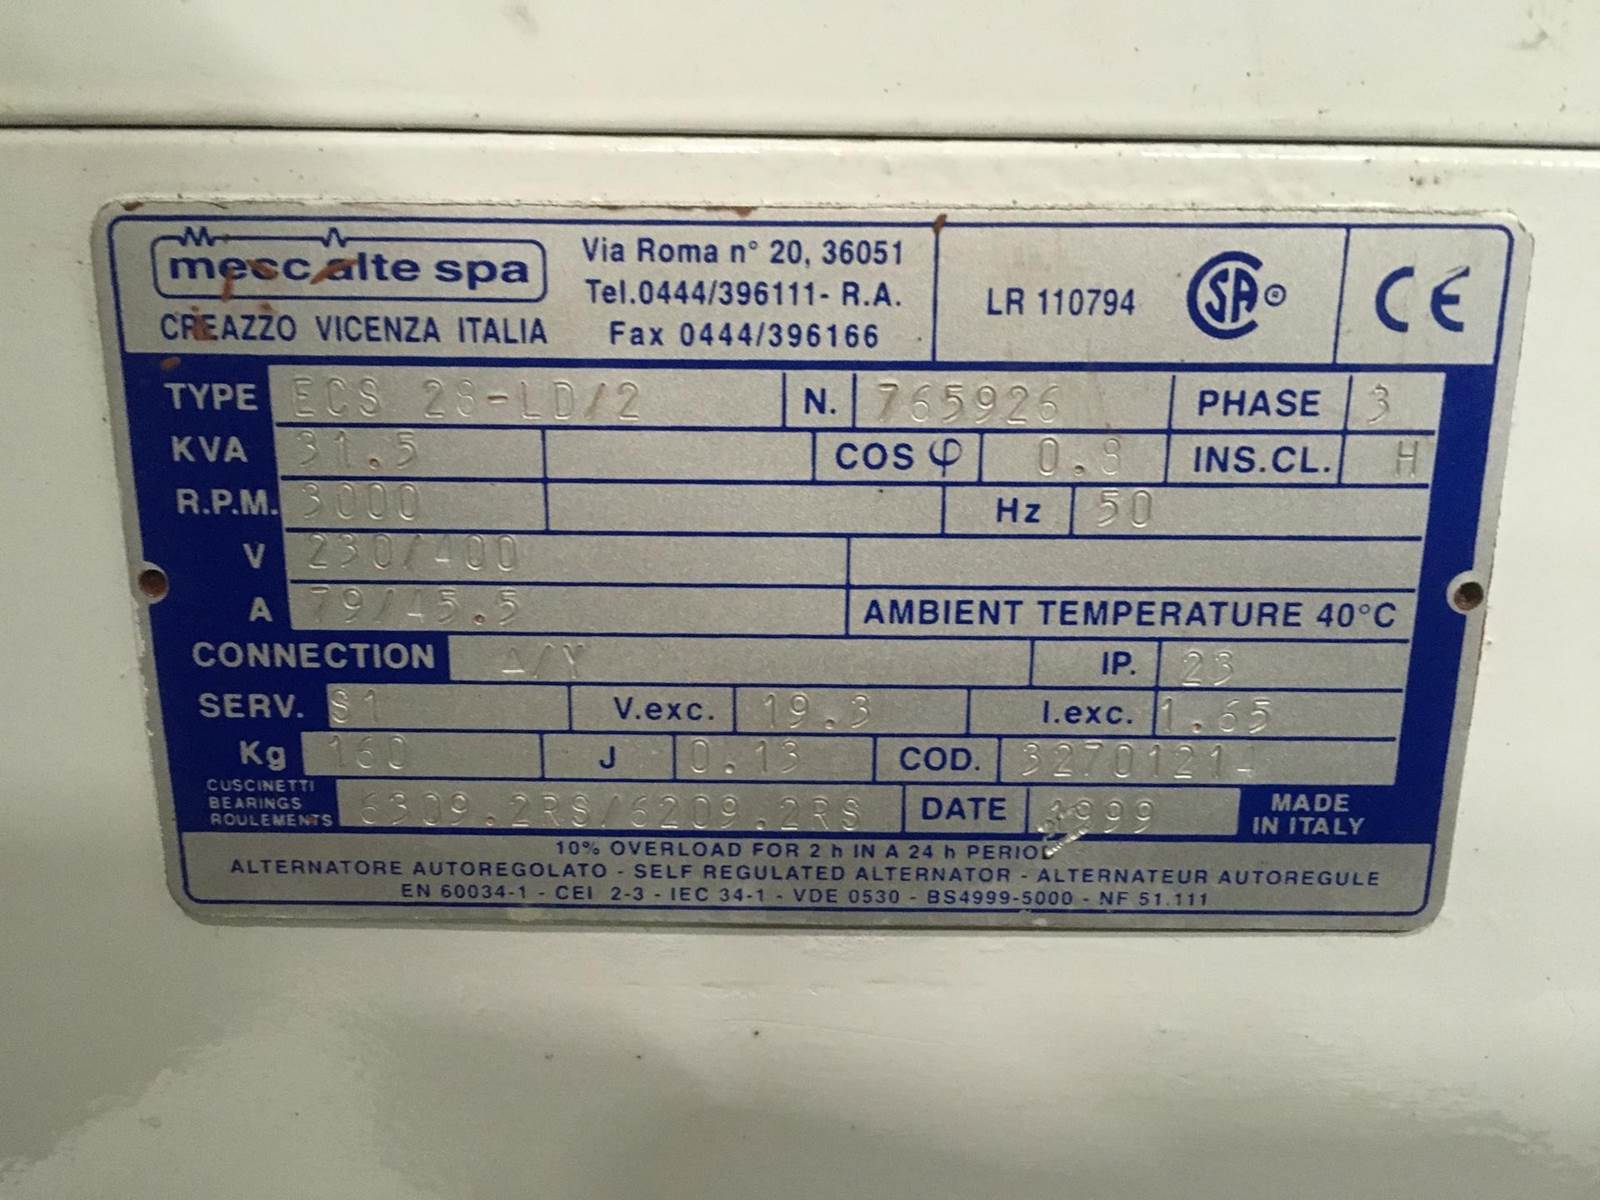 mecc alte spa
CREAZZO VICENZA ITALIA
Via Roma n° 20, 36051
Tel.0444/396111- R.A.
Fax 0444/396166
LR 110794
CSA
CE
TYPE ECS 28-LD/2 N. 765926 PHASE 3
KVA 31.5 COS φ 0.8 INS.CL. H
R.P.M. 3000 Hz 50
V 230/400
A 79/45.5 AMBIENT TEMPERATURE 40°C
CONNECTION Δ/Y IP. 23
SERV. S1 V.exc. 19.3 I.exc. 1.65
Kg 160 J 0.13 COD. 32701214
CUSCINETTI
BEARINGS
ROULEMENTS
6309.2RS/6209.2RS DATE 1999
MADE
IN ITALY
10% OVERLOAD FOR 2 h IN A 24 h PERIOD
ALTERNATORE AUTOREGOLATO - SELF REGULATED ALTERNATOR - ALTERNATEUR AUTOREGULE
EN 60034-1 - CEI 2-3 - IEC 34-1 - VDE 0530 - BS4999-5000 - NF 51.111